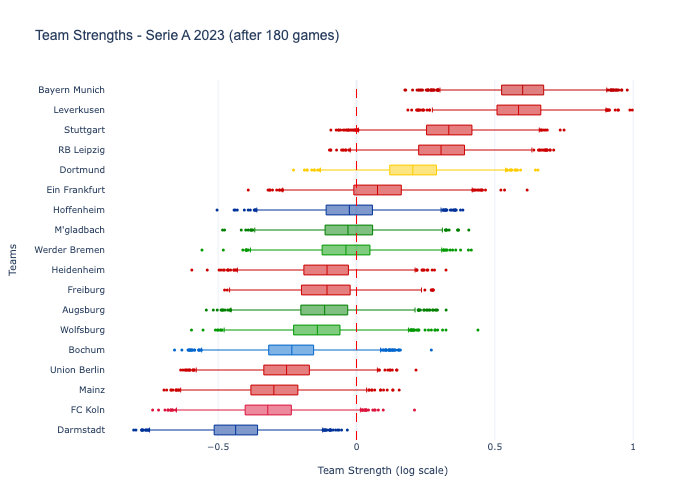 Team Strengths - Serie A 2023 (after 180 games)
Bayern Munich
Leverkusen
Stuttgart
RB Leipzig
Dortmund
Ein Frankfurt
Hoffenheim
M'gladbach
Werder Bremen
Heidenheim
Freiburg
Augsburg
Wolfsburg
Bochum
Union Berlin
Mainz
FC Koln
Darmstadt
Teams
−0.5 0 0.5 1
Team Strength (log scale)